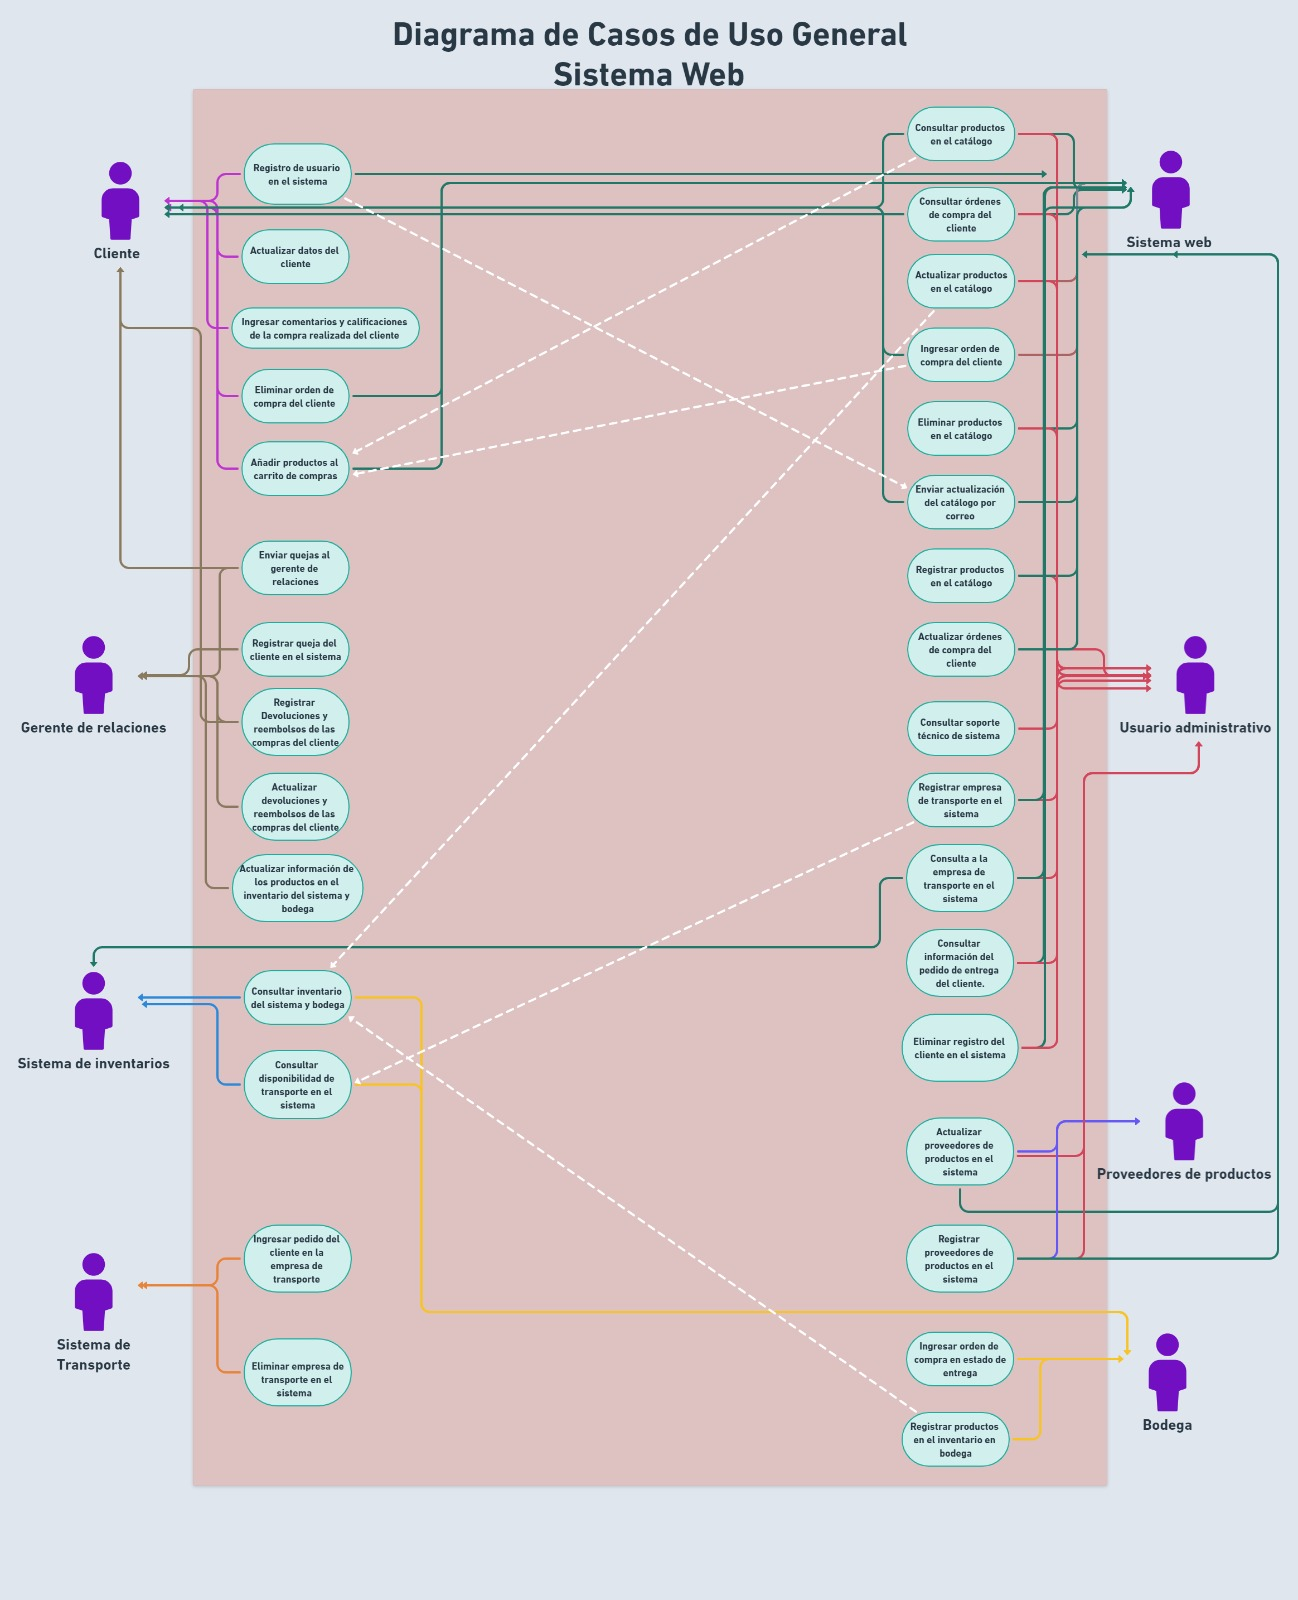 Diagrama de Casos de Uso General
Sistema Web
Cliente
Gerente de relaciones
Sistema de inventarios
Sistema de
Transporte
Registro de usuario
en el sistema
Actualizar datos del
cliente
Ingresar comentarios y calificaciones
de la compra realizada del cliente
Eliminar orden de
compra del cliente
Añadir productos al
carrito de compras
Enviar quejas al
gerente de
relaciones
Registrar queja del
cliente en el sistema
Registrar
Devoluciones y
reembolsos de las
compras del cliente
Actualizar
devoluciones y
reembolsos de las
compras del cliente
Actualizar información de
los productos en el
inventario del sistema y
bodega
Consultar inventario
del sistema y bodega
Consultar
disponibilidad de
transporte en el
sistema
Ingresar pedido del
cliente en la
empresa de
transporte
Eliminar empresa de
transporte en el
sistema
Consultar productos
en el catálogo
Consultar órdenes
de compra del
cliente
Actualizar productos
en el catálogo
Ingresar orden de
compra del cliente
Eliminar productos
en el catálogo
Enviar actualización
del catálogo por
correo
Registrar productos
en el catálogo
Actualizar órdenes
de compra del
cliente
Consultar soporte
técnico de sistema
Registrar empresa
de transporte en el
sistema
Consulta a la
empresa de
transporte en el
sistema
Consultar
información del
pedido de entrega
del cliente.
Eliminar registro del
cliente en el sistema
Actualizar
proveedores de
productos en el
sistema
Registrar
proveedores de
productos en el
sistema
Ingresar orden de
compra en estado de
entrega
Registrar productos
en el inventario en
bodega
Sistema web
Usuario administrativo
Proveedores de productos
Bodega